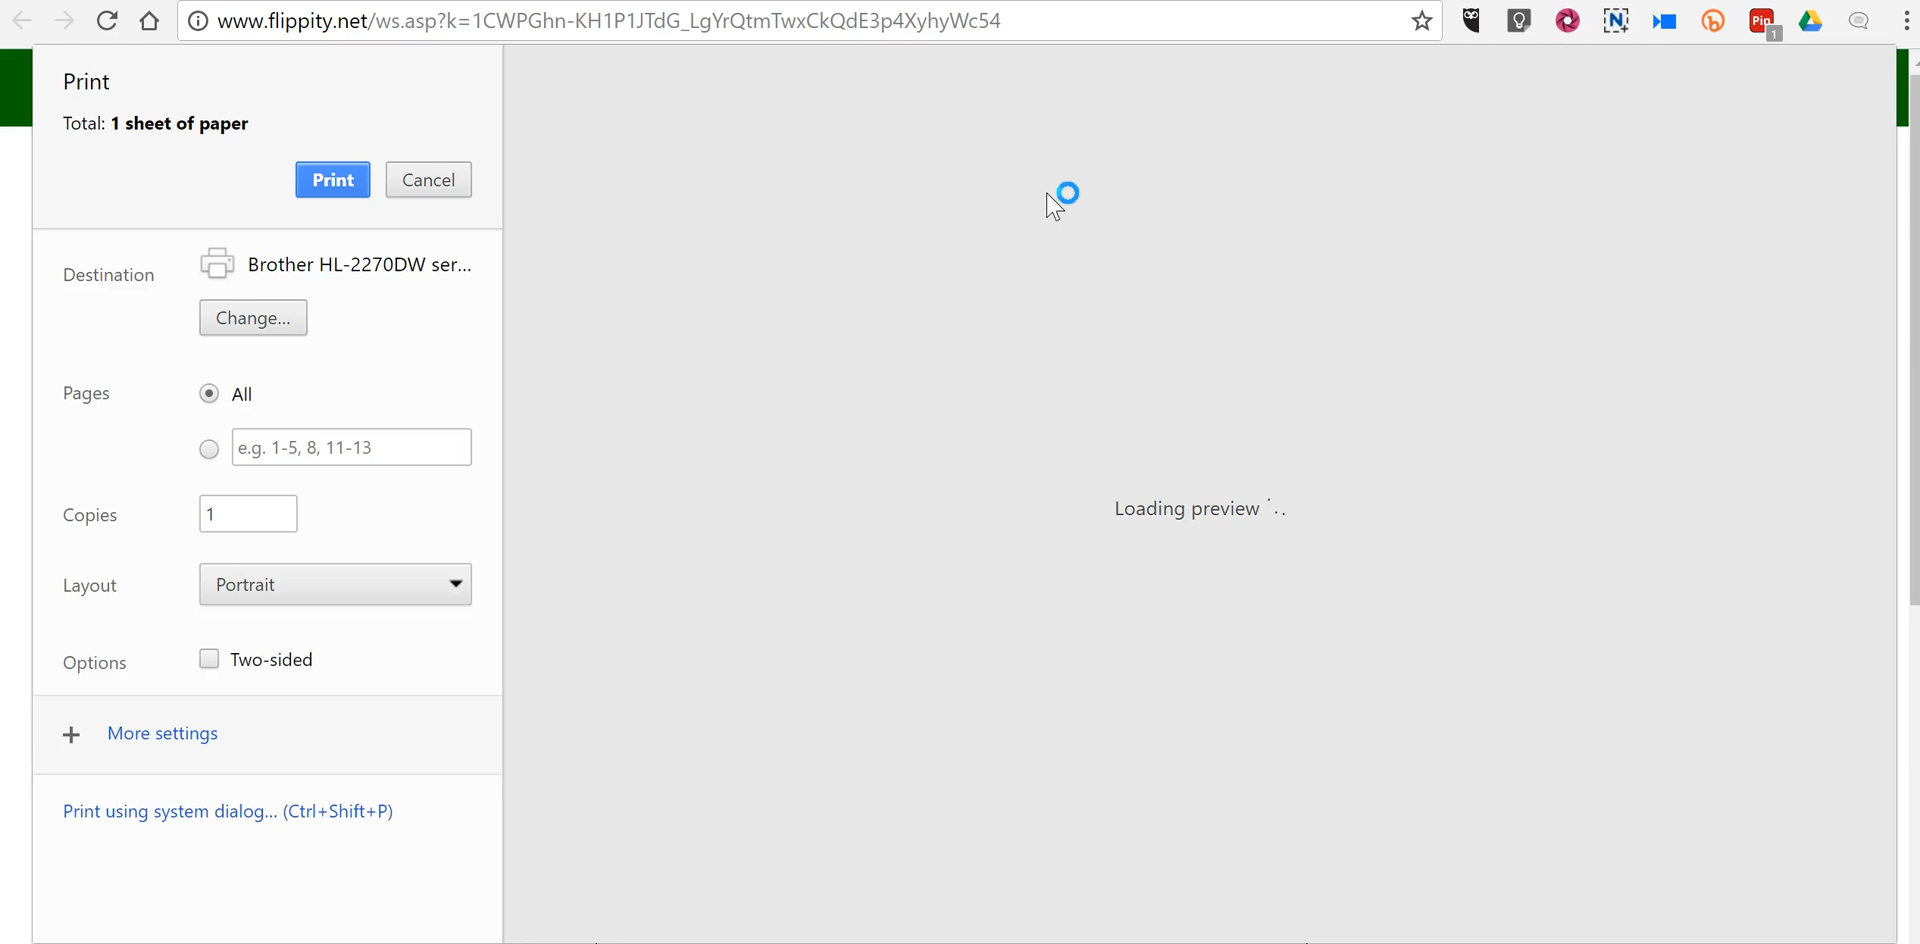 www.flippity.net/ws.asp?k=1CWPGhn-KH1P1JTdG_LgYrQtmTwxCkQdE3p4XyhyWc54
Pin
1
Print
Total: 1 sheet of paper
Print Cancel
Destination Brother HL-2270DW ser...
Change...
Pages All
e.g. 1-5, 8, 11-13
Copies 1
Layout Portrait
Options Two-sided
+ More settings
Print using system dialog... (Ctrl+Shift+P)
Loading preview ...